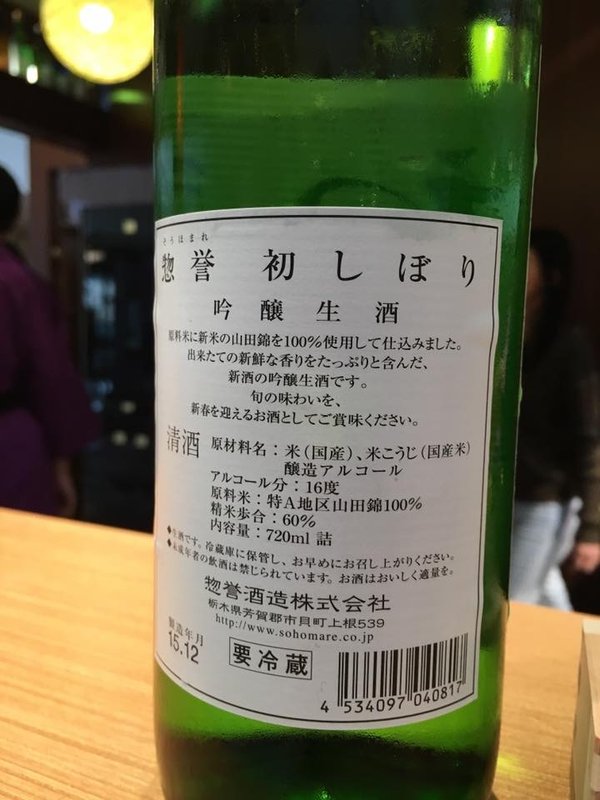 そうほまれ
惣誉 初しぼり
吟醸生酒
原料米に新米の山田錦を100%使用して仕込みました。
出来たての新鮮な香りをたっぷりと含んだ、
新酒の吟醸生酒です。
旬の味わいを、
新春を迎えるお酒としてご賞味ください。
清酒
原材料名：米(国産)、米こうじ(国産米)
醸造アルコール
アルコール分：16度
原料米：特A地区山田錦100%
精米歩合：60%
内容量：720ml 詰
◆生酒です。冷蔵庫に保管し、お早めにお召し上がりください。
◆未成年者の飲酒は禁じられています。お酒はおいしく適量を。
惣誉酒造株式会社
栃木県芳賀郡市貝町上根539
http://www.sohomare.co.jp
製造年月
15.12
要冷蔵
4 534097 040817